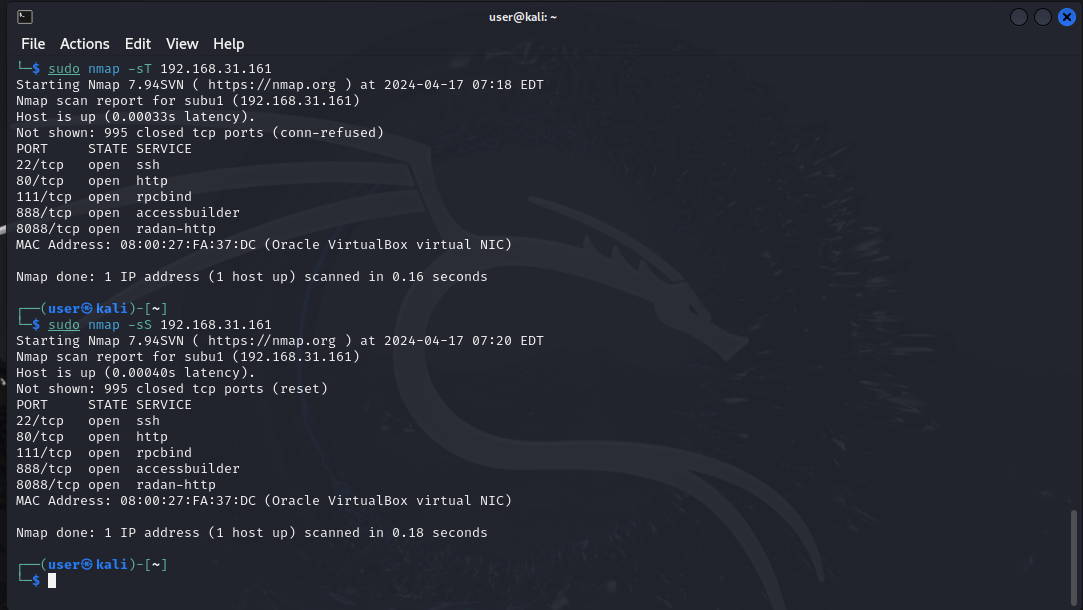 user@kali: ~
File Actions Edit View Help
└─$ sudo nmap -sT 192.168.31.161
Starting Nmap 7.94SVN ( https://nmap.org ) at 2024-04-17 07:18 EDT
Nmap scan report for subu1 (192.168.31.161)
Host is up (0.00033s latency).
Not shown: 995 closed tcp ports (conn-refused)
PORT     STATE SERVICE
22/tcp   open  ssh
80/tcp   open  http
111/tcp  open  rpcbind
888/tcp  open  accessbuilder
8088/tcp open  radan-http
MAC Address: 08:00:27:FA:37:DC (Oracle VirtualBox virtual NIC)
Nmap done: 1 IP address (1 host up) scanned in 0.16 seconds
┌──(user㉿kali)-[~]
└─$ sudo nmap -sS 192.168.31.161
Starting Nmap 7.94SVN ( https://nmap.org ) at 2024-04-17 07:20 EDT
Nmap scan report for subu1 (192.168.31.161)
Host is up (0.00040s latency).
Not shown: 995 closed tcp ports (reset)
PORT     STATE SERVICE
22/tcp   open  ssh
80/tcp   open  http
111/tcp  open  rpcbind
888/tcp  open  accessbuilder
8088/tcp open  radan-http
MAC Address: 08:00:27:FA:37:DC (Oracle VirtualBox virtual NIC)
Nmap done: 1 IP address (1 host up) scanned in 0.18 seconds
┌──(user㉿kali)-[~]
└─$